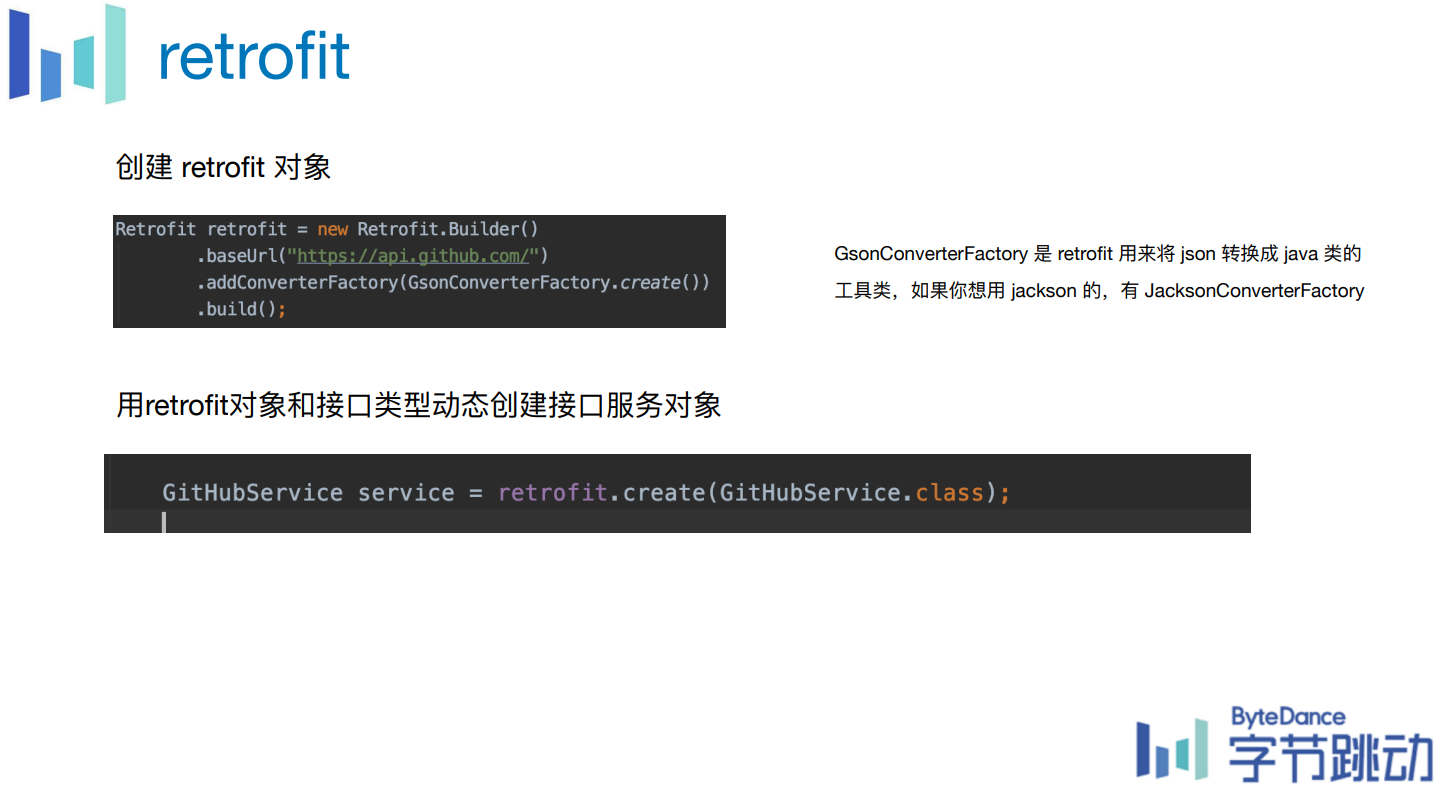 retrofit
创建 retrofit 对象
Retrofit retrofit = new Retrofit.Builder()
.baseUrl("https://api.github.com/")
.addConverterFactory(GsonConverterFactory.create())
.build();
GsonConverterFactory 是 retrofit 用来将 json 转换成 java 类的
工具类，如果你想用 jackson 的，有 JacksonConverterFactory
用retrofit对象和接口类型动态创建接口服务对象
GitHubService service = retrofit.create(GitHubService.class);
ByteDance
字节跳动